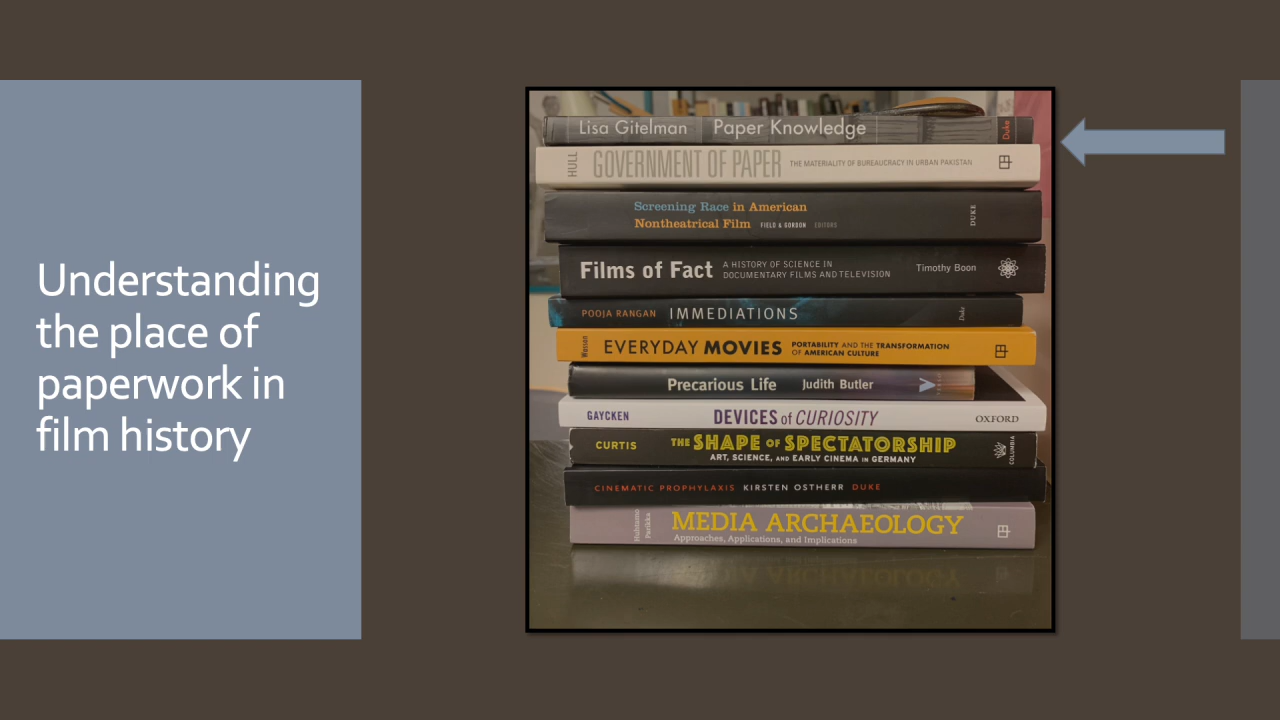 Understanding
the place of
paperwork in
film history
Lisa Gitelman Paper Knowledge Duke
HULL GOVERNMENT OF PAPER THE MATERIALITY OF BUREAUCRACY IN URBAN PAKISTAN
Screening Race in American
Nontheatrical Film FIELD & GORDON EDITORS DUKE
Films of Fact A HISTORY OF SCIENCE IN
DOCUMENTARY FILMS AND TELEVISION Timothy Boon
POOJA RANGAN IMMEDIATIONS Duke
Wasson EVERYDAY MOVIES PORTABILITY AND THE TRANSFORMATION
OF AMERICAN CULTURE
Precarious Life Judith Butler V
GAYCKEN DEVICES of CURIOSITY OXFORD
CURTIS THE SHAPE OF SPECTATORSHIP
ART, SCIENCE, AND EARLY CINEMA IN GERMANY COLUMBIA
CINEMATIC PROPHYLAXIS KIRSTEN OSTHERR DUKE
Huhtamo
Parikka MEDIA ARCHAEOLOGY
Approaches, Applications, and Implications